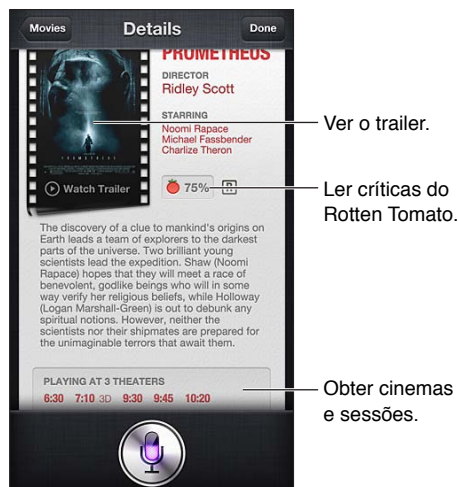 Movies
Details
Done
PROMETHEUS
DIRECTOR
Ridley Scott
STARRING
Noomi Rapace
Michael Fassbender
Charlize Theron
PROMETHEUS
Watch Trailer
75%
R
The discovery of a clue to mankind's origins on
Earth leads a team of explorers to the darkest
parts of the universe. Two brilliant young
scientists lead the expedition. Shaw (Noomi
Rapace) hopes that they will meet a race of
benevolent, godlike beings who will in some
way verify her religious beliefs, while Holloway
(Logan Marshall-Green) is out to debunk any
spiritual notions. However, neither the
scientists nor their shipmates are prepared for
the unimaginable terrors that await them.
PLAYING AT 3 THEATERS
6:30 7:10 3D 9:30 9:45 10:20
Ver o trailer.
Ler críticas do
Rotten Tomato.
Obter cinemas
e sessões.